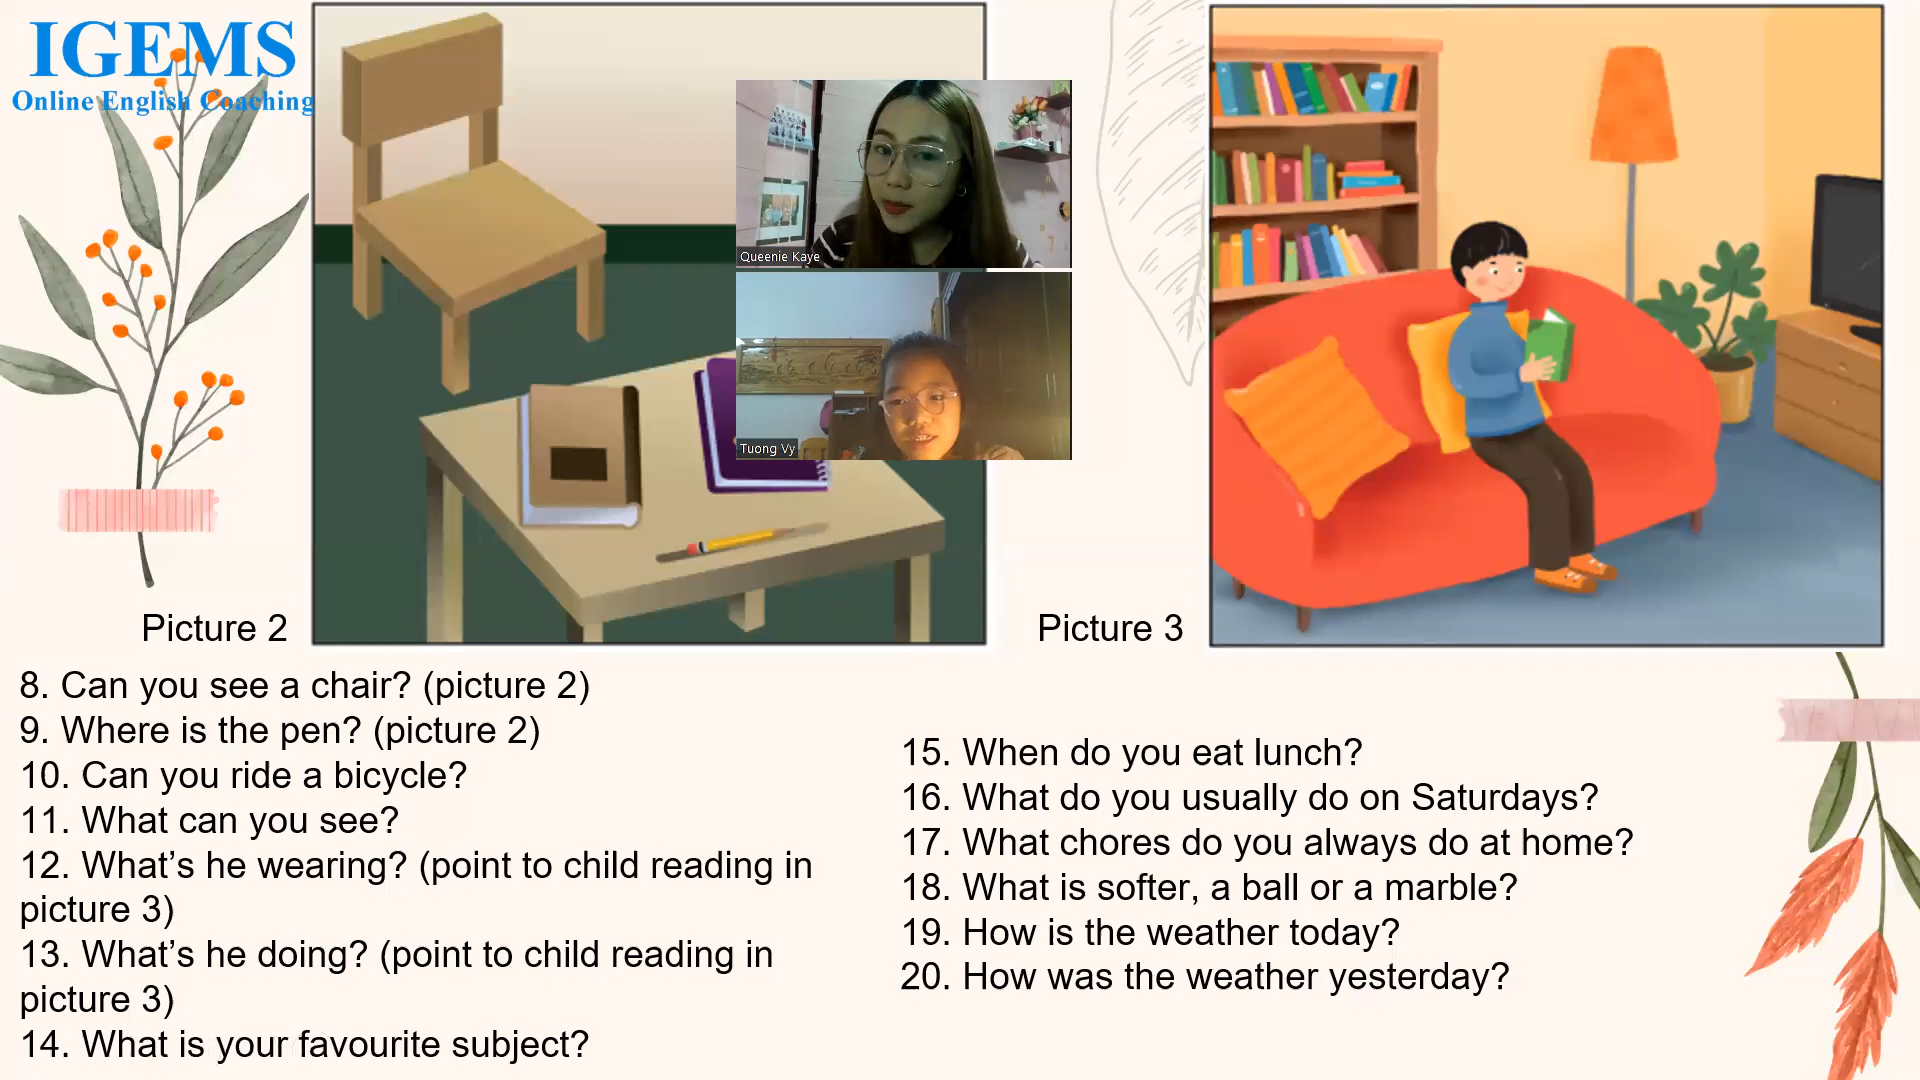 IGEMS
Online English Coaching
Queenie Kaye
Tuong Vy
Picture 2
Picture 3
8. Can you see a chair? (picture 2)
9. Where is the pen? (picture 2)
10. Can you ride a bicycle?
11. What can you see?
12. What’s he wearing? (point to child reading in
picture 3)
13. What’s he doing? (point to child reading in
picture 3)
14. What is your favourite subject?
15. When do you eat lunch?
16. What do you usually do on Saturdays?
17. What chores do you always do at home?
18. What is softer, a ball or a marble?
19. How is the weather today?
20. How was the weather yesterday?